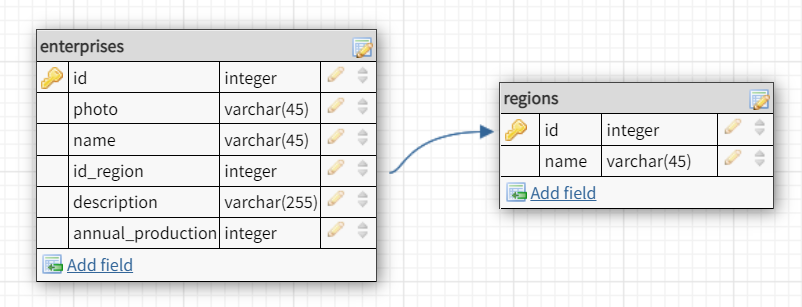 enterprises
id integer
photo varchar(45)
name varchar(45)
id_region integer
description varchar(255)
annual_production integer
Add field
regions
id integer
name varchar(45)
Add field